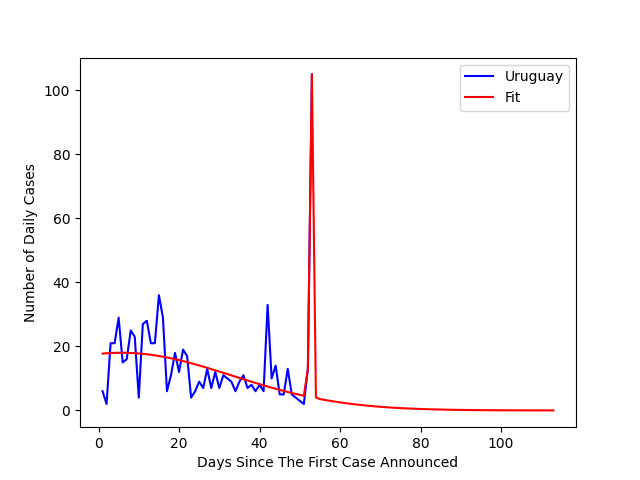 Uruguay
Fit
Number of Daily Cases
100
80
60
40
20
0
0 20 40 60 80 100
Days Since The First Case Announced